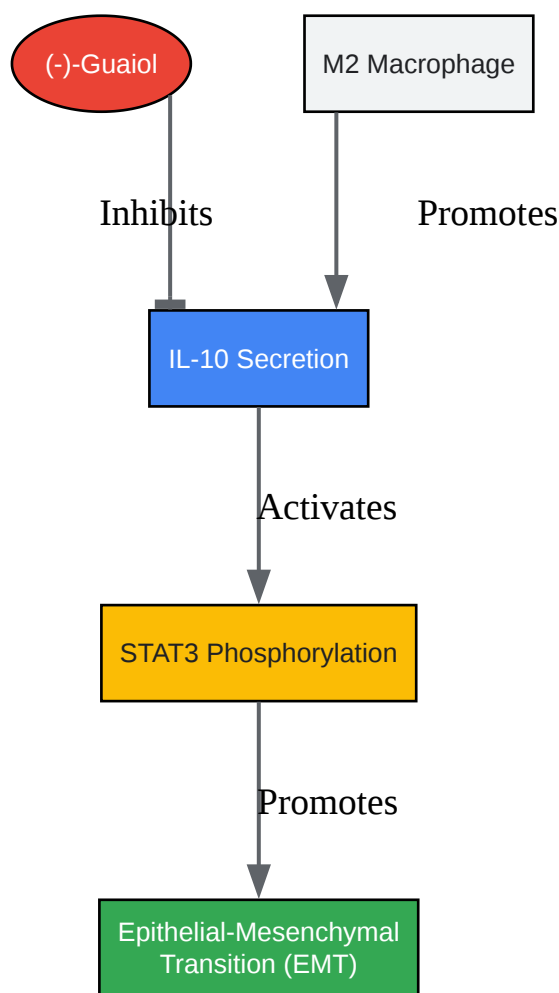 (-)-Guaiol
M2 Macrophage
Inhibits
Promotes
IL-10 Secretion
Activates
STAT3 Phosphorylation
Promotes
Epithelial-Mesenchymal
Transition (EMT)